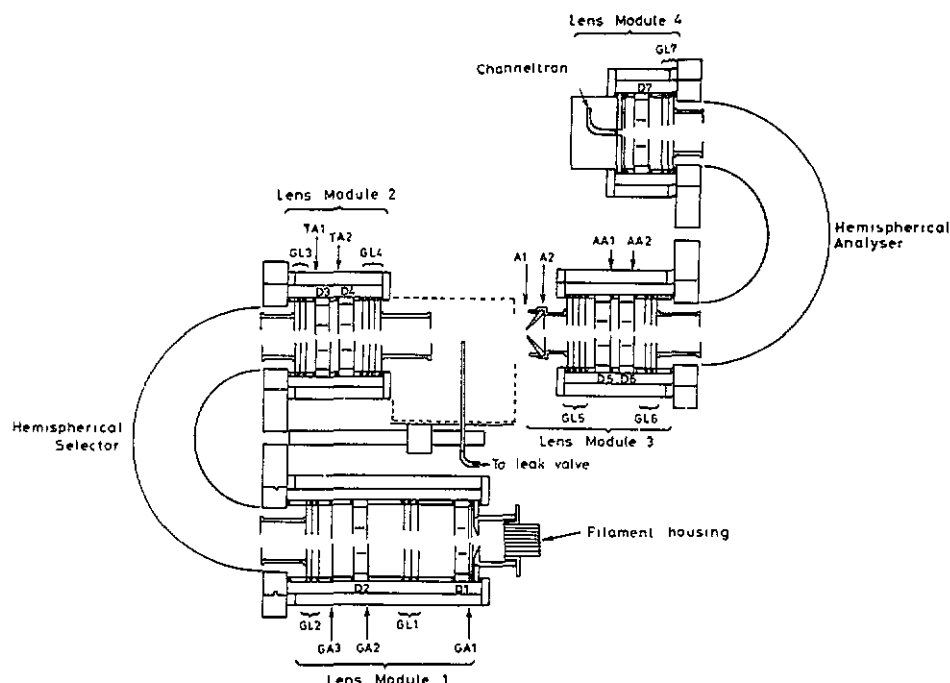 Lens Module 4
GL7
Channeltron
D7
Lens Module 2
TA1
TA2
GL3
GL4
D3
D4
Hemispherical
Analyser
A1
A2
AA1
AA2
D5
D6
GL5
GL6
Lens Module 3
Hemispherical
Selector
To leak valve
Filament housing
D2
D1
GL2
GA3
GA2
GL1
GA1
Lens Module 1